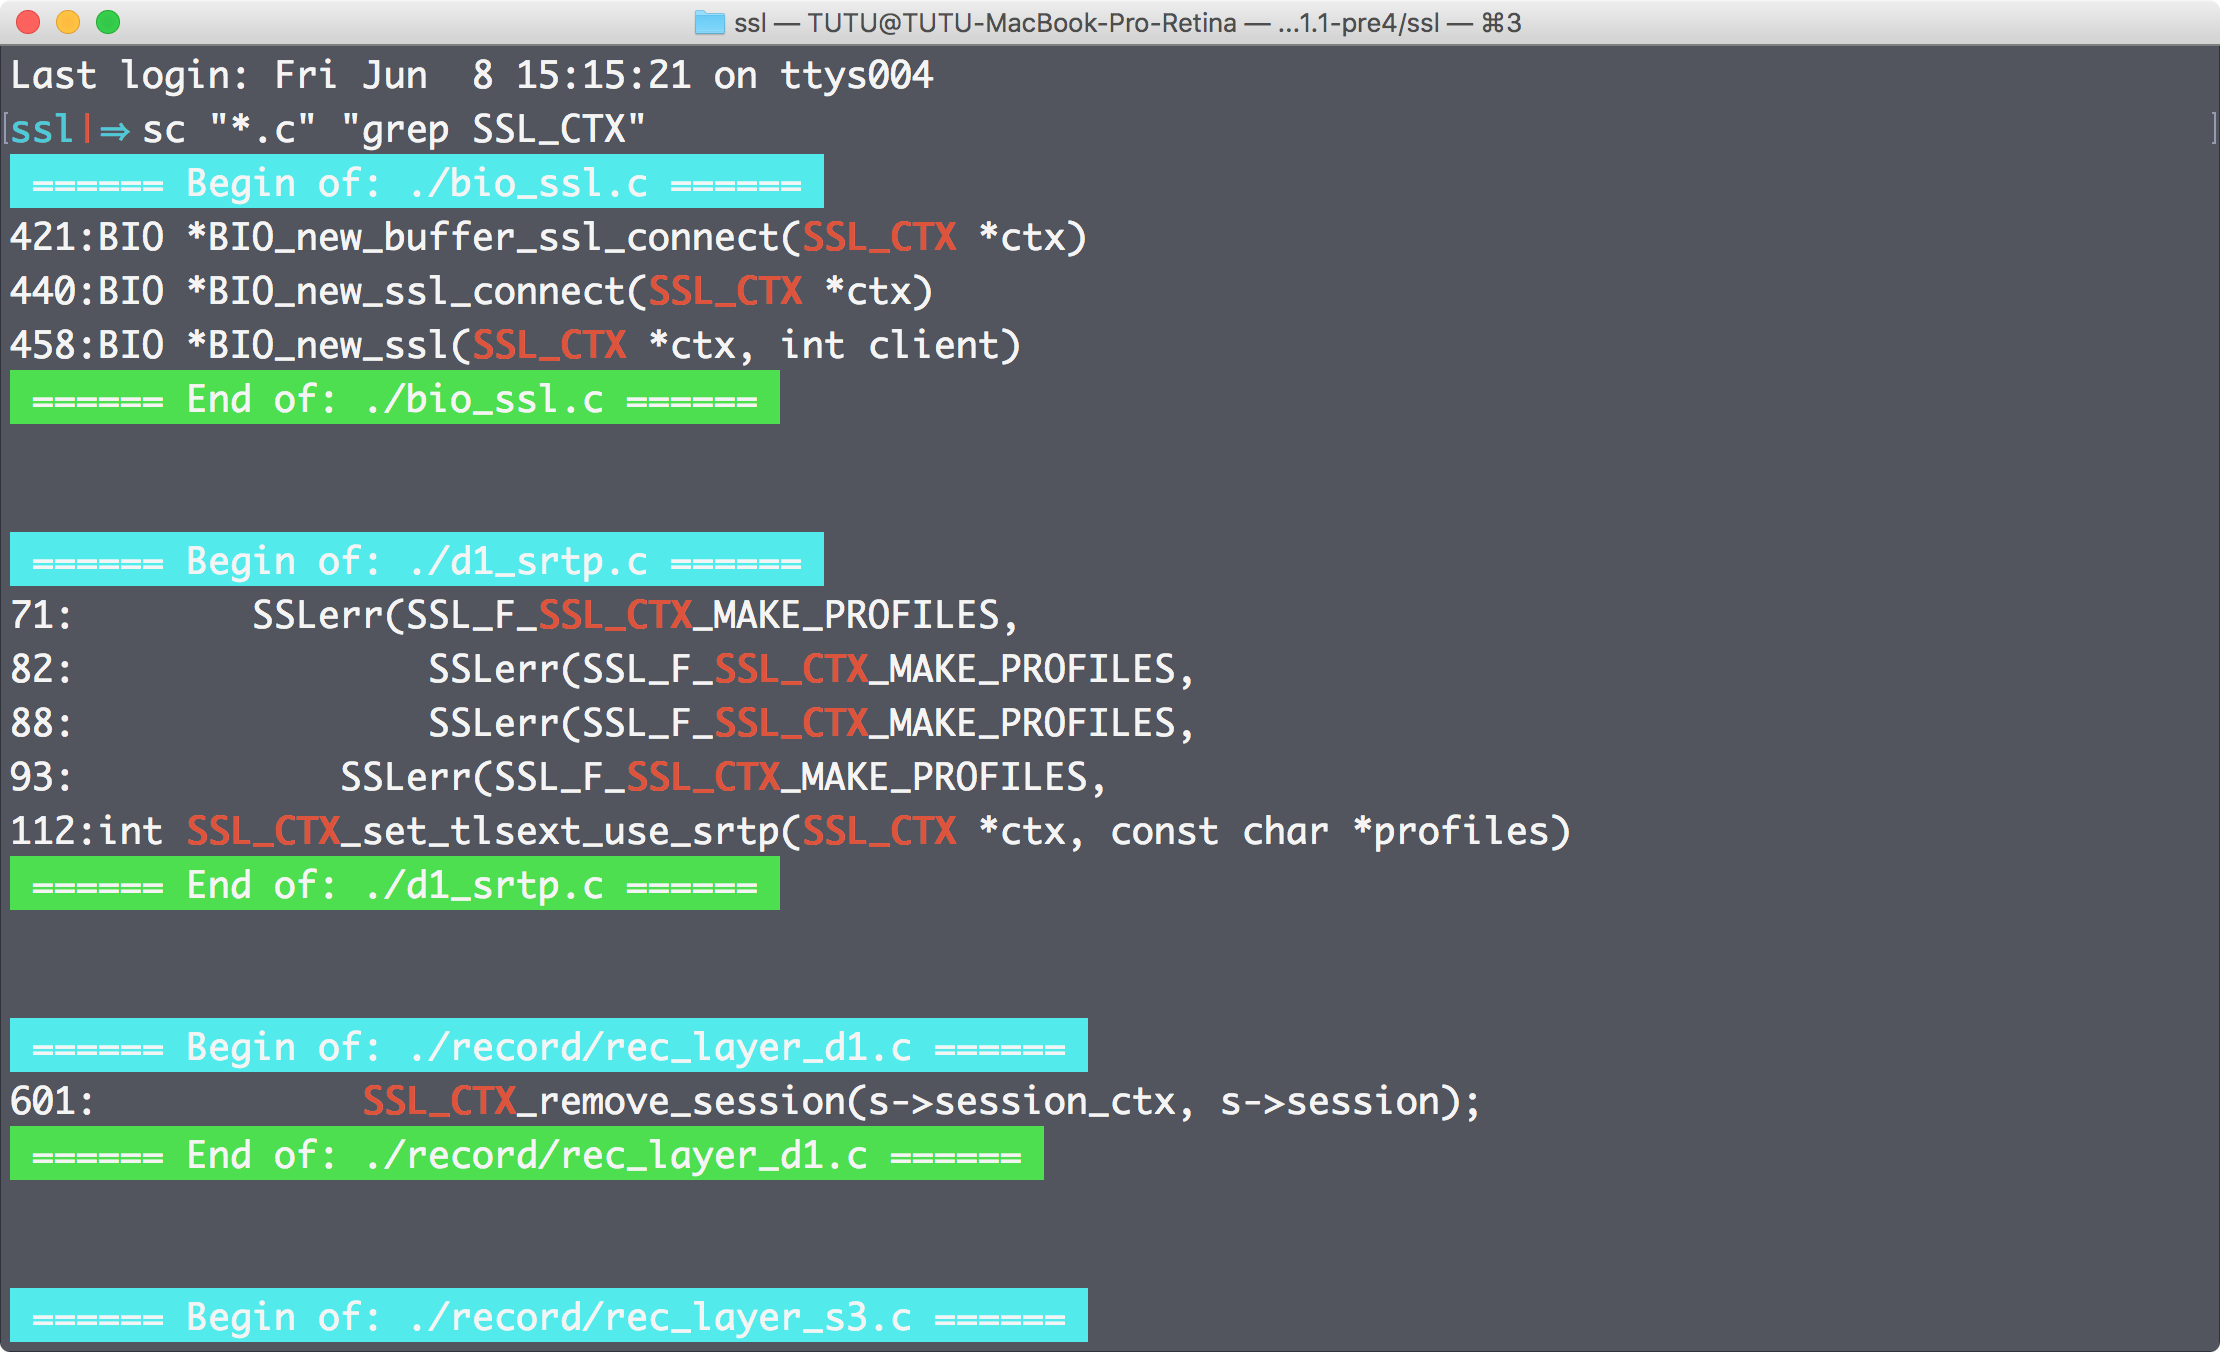 ssl — TUTU@TUTU-MacBook-Pro-Retina — ...1.1-pre4/ssl — ⌘3
Last login: Fri Jun  8 15:15:21 on ttys004
[ssl|⇒ sc "*.c" "grep SSL_CTX" ]
====== Begin of: ./bio_ssl.c ======
421:BIO *BIO_new_buffer_ssl_connect(SSL_CTX *ctx)
440:BIO *BIO_new_ssl_connect(SSL_CTX *ctx)
458:BIO *BIO_new_ssl(SSL_CTX *ctx, int client)
====== End of: ./bio_ssl.c ======
====== Begin of: ./d1_srtp.c ======
71:        SSLerr(SSL_F_SSL_CTX_MAKE_PROFILES,
82:                SSLerr(SSL_F_SSL_CTX_MAKE_PROFILES,
88:                SSLerr(SSL_F_SSL_CTX_MAKE_PROFILES,
93:            SSLerr(SSL_F_SSL_CTX_MAKE_PROFILES,
112:int SSL_CTX_set_tlsext_use_srtp(SSL_CTX *ctx, const char *profiles)
====== End of: ./d1_srtp.c ======
====== Begin of: ./record/rec_layer_d1.c ======
601:            SSL_CTX_remove_session(s->session_ctx, s->session);
====== End of: ./record/rec_layer_d1.c ======
====== Begin of: ./record/rec_layer_s3.c ======